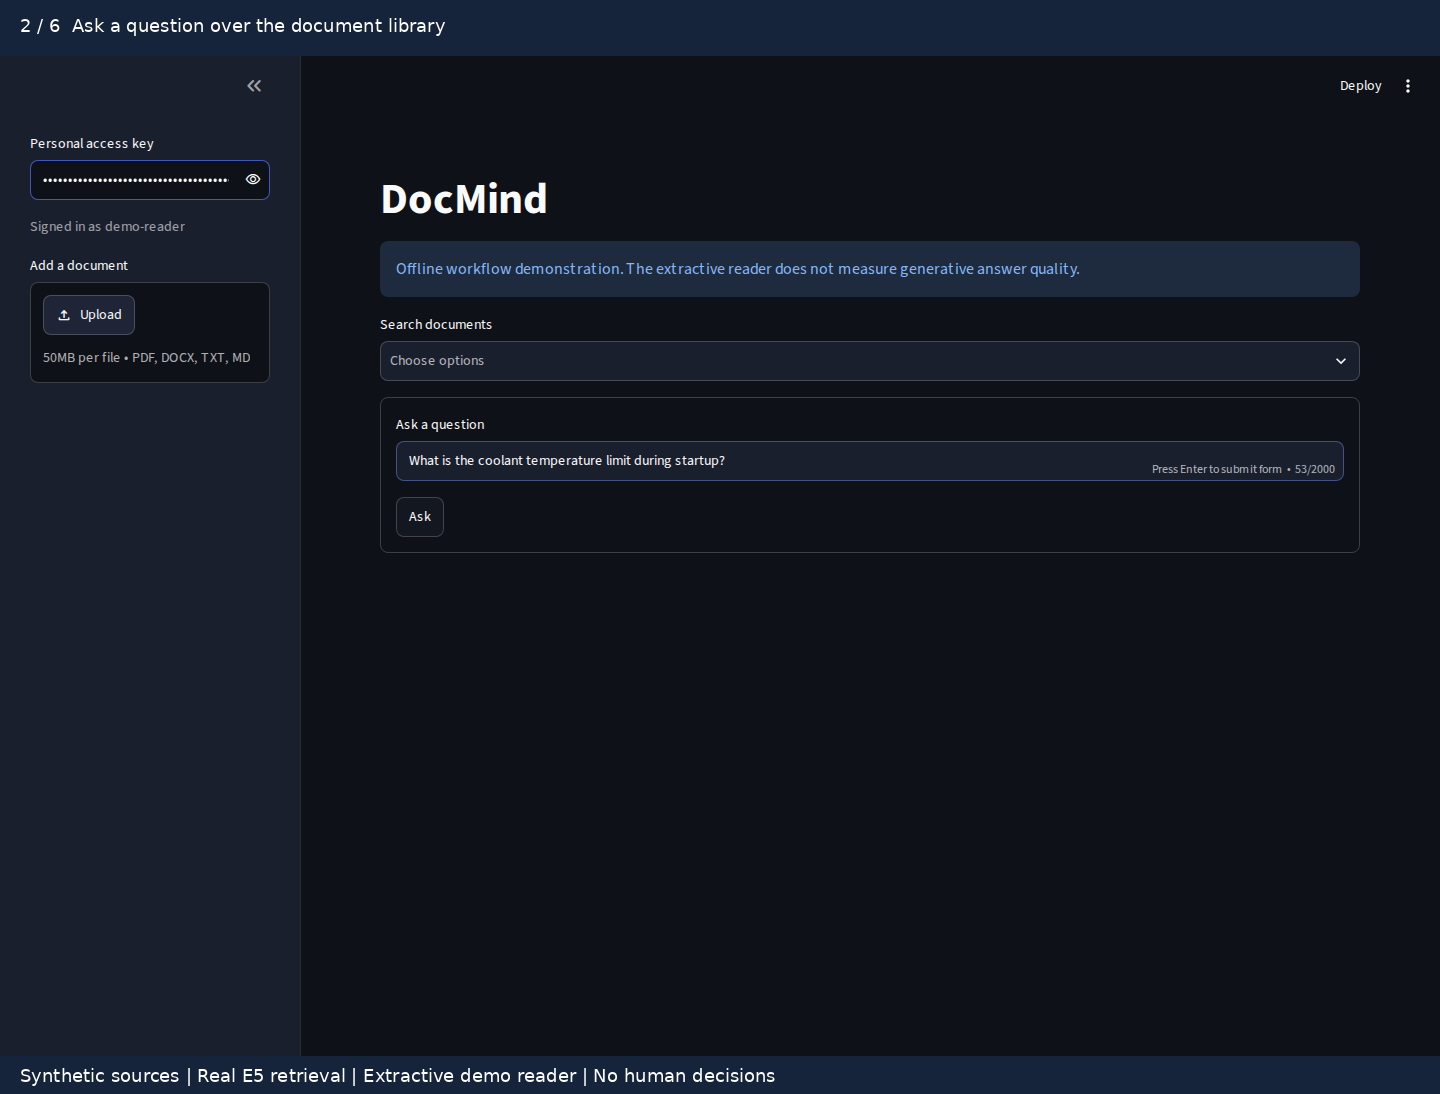 2 / 6 Ask a question over the document library
Deploy
Personal access key
••••••••••••••••••••••••••••••••••••••
Signed in as demo-reader
Add a document
Upload
50MB per file • PDF, DOCX, TXT, MD
DocMind
Offline workflow demonstration. The extractive reader does not measure generative answer quality.
Search documents
Choose options
Ask a question
What is the coolant temperature limit during startup?
Press Enter to submit form • 53/2000
Ask
Synthetic sources | Real E5 retrieval | Extractive demo reader | No human decisions